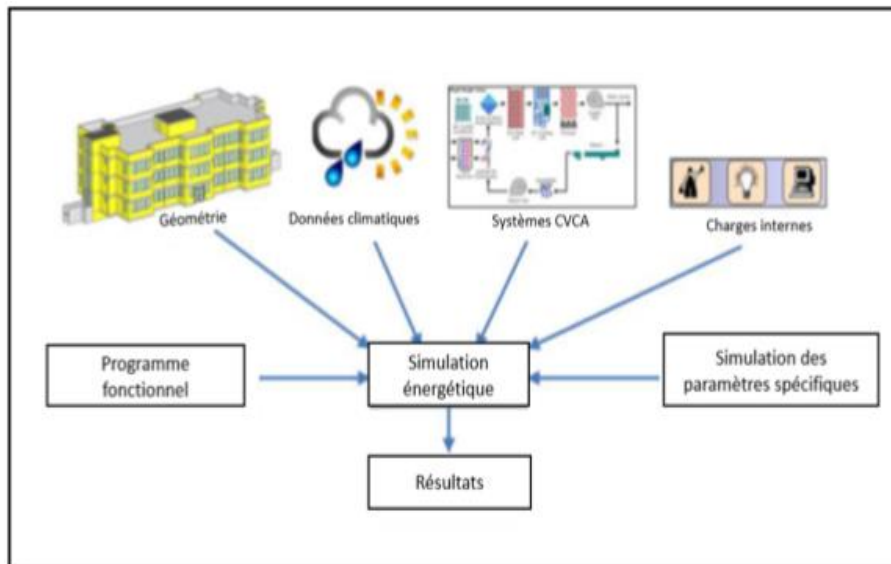 Géométrie
Données climatiques
Systèmes CVCA
Charges internes
Programme
fonctionnel
Simulation
énergétique
Simulation des
paramètres spécifiques
Résultats